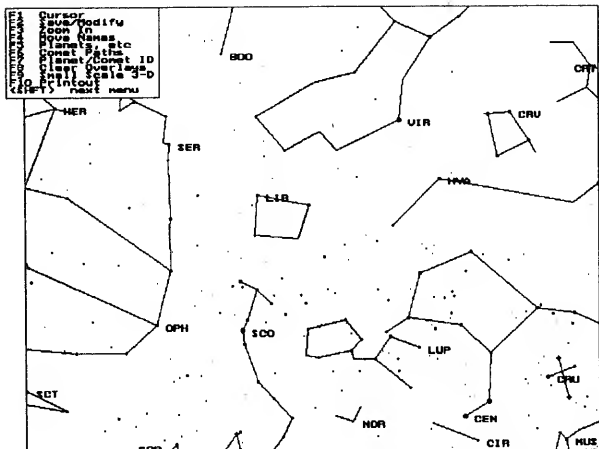 F1 Cursor
F2 Save/Modify
F3 Zoom In
F4 Move Names
F5 Planets, etc
F6 Comet Paths
F7 Planet/Comet ID
F8 Clear Overlays
F9 Small Scale 3-D
F10 Printout
<SHFT> next menu
BOO
CRT
HER
VIR
CRV
SER
HYA
LIB
OPH
SCO
LUP
CRU
SCT
NOR
CEN
CIR
MUS